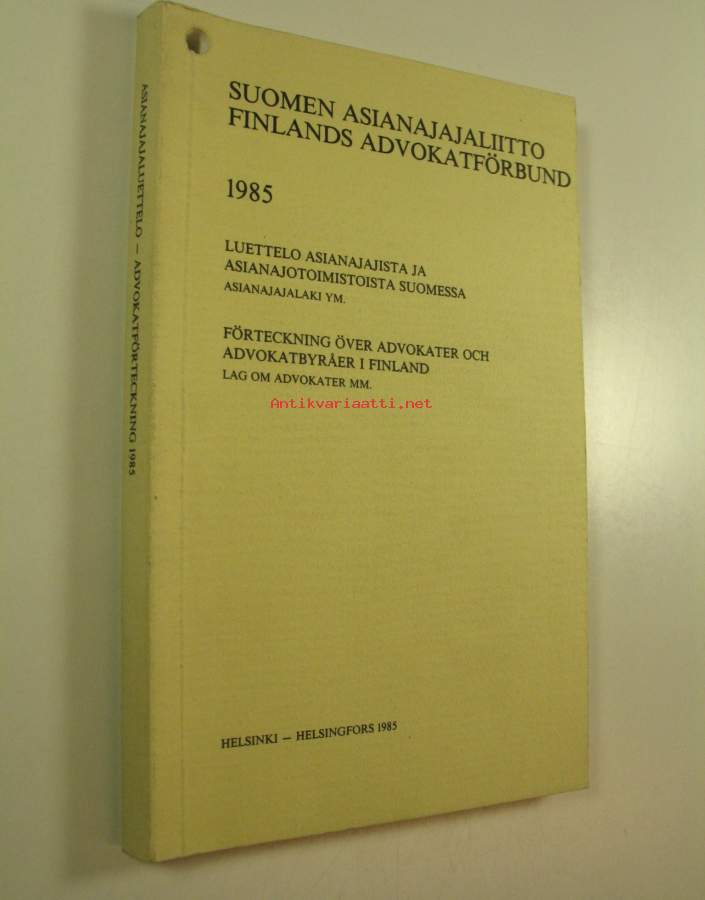 SUOMEN ASIANAJAJALIITTO
FINLANDS ADVOKATFÖRBUND
1985
LUETTELO ASIANAJAJISTA JA
ASIANAJOTOIMISTOISTA SUOMESSA
ASIANAJAJALAKI YM.
FÖRTECKNING ÖVER ADVOKATER OCH
ADVOKATBYRÅER I FINLAND
LAG OM ADVOKATER MM.
Antikvariaatti.net
HELSINKI — HELSINGFORS 1985
ASIANAJAJALUETTELO — ADVOKATFÖRTECKNING 1985